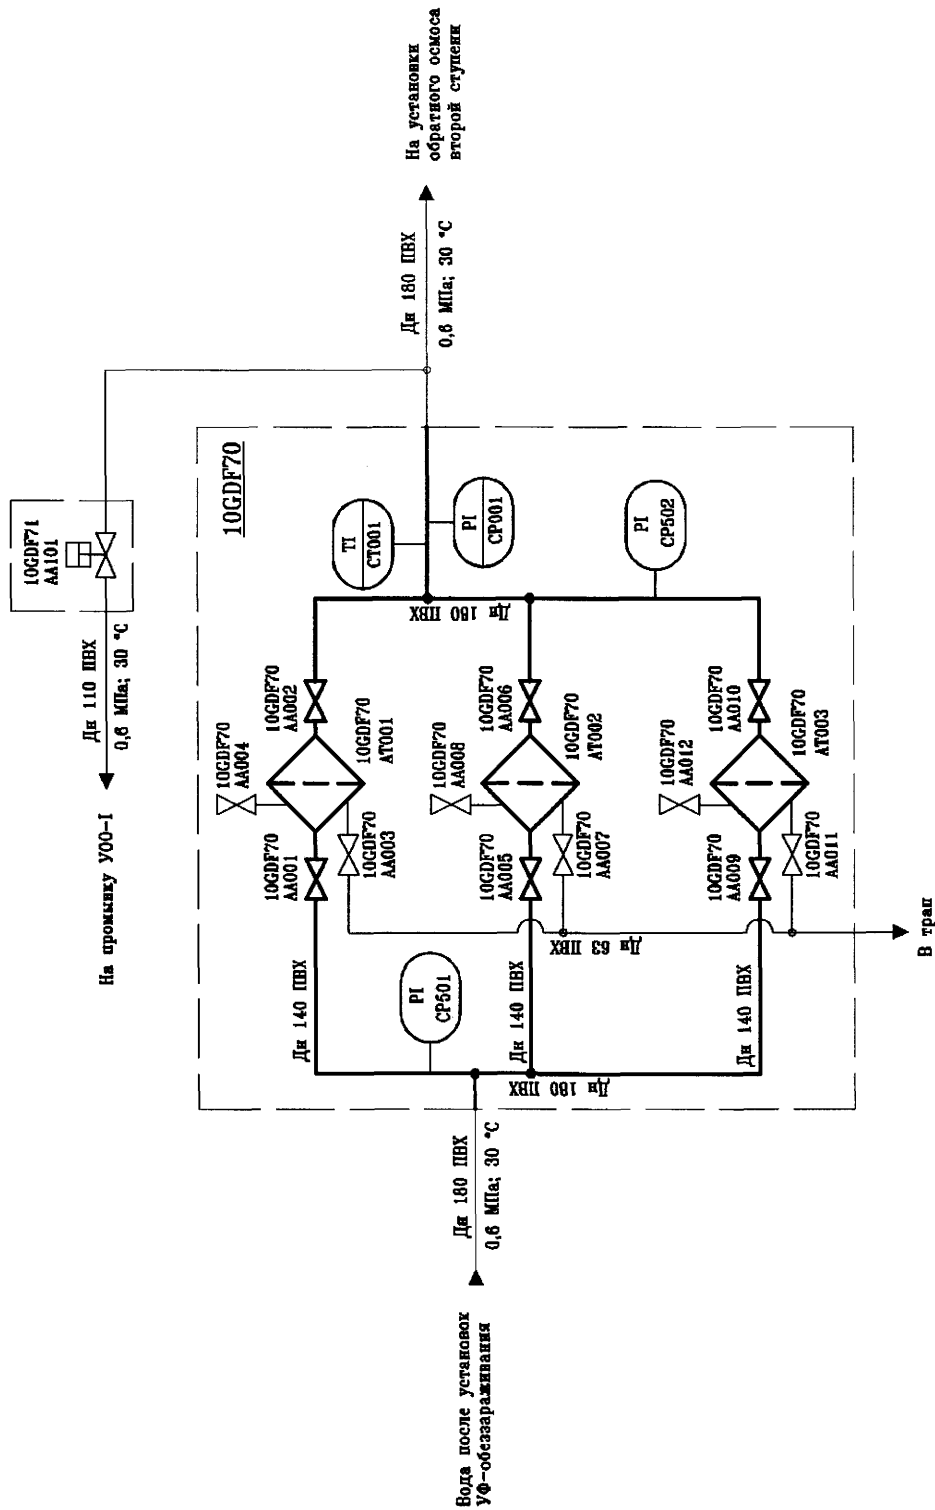 На установки
обратного осмоса
второй ступени
Дн 180 ПВХ
0,6 МПа; 30 °С
10GDF71
AA101
Дн 110 ПВХ
0,6 МПа; 30 °С
На промывку УОО-I
10GDF70
TI
CT001
PI
CP001
PI
CP502
Дн 180 ПВХ
10GDF70
AA002
10GDF70
AA004
10GDF70
AT001
10GDF70
AA001
10GDF70
AA003
10GDF70
AA006
10GDF70
AA008
10GDF70
AT002
10GDF70
AA005
10GDF70
AA007
10GDF70
AA010
10GDF70
AA012
10GDF70
AT003
10GDF70
AA009
10GDF70
AA011
Дн 63 ПВХ
В трап
PI
CP501
Дн 140 ПВХ
Дн 140 ПВХ
Дн 140 ПВХ
Дн 180 ПВХ
Дн 180 ПВХ
0,6 МПа; 30 °С
Вода после установок
УФ-обеззараживания